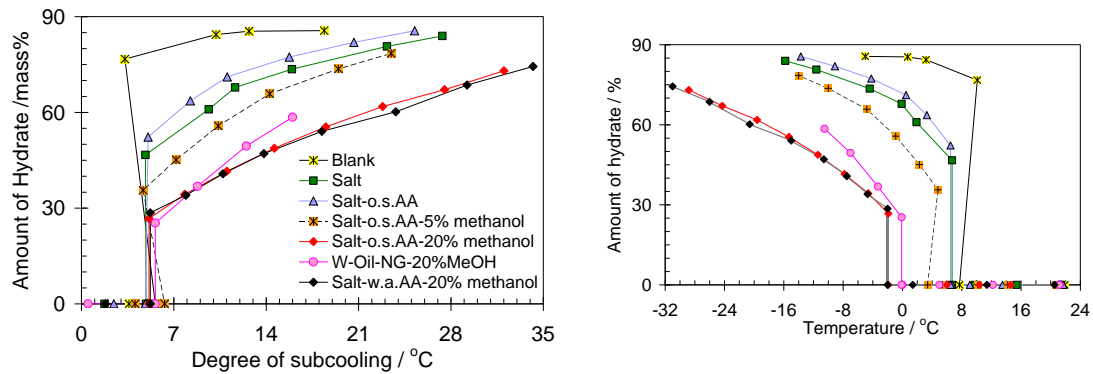 90
60
30
0
0 7 14 21 28 35
Amount of Hydrate /mass%
Degree of subcooling / °C
Blank
Salt
Salt-o.s.AA
Salt-o.s.AA-5% methanol
Salt-o.s.AA-20% methanol
W-Oil-NG-20%MeOH
Salt-w.a.AA-20% methanol
90
60
30
0
-32 -24 -16 -8 0 8 16 24
Amount of hydrate / %
Temperature / °C